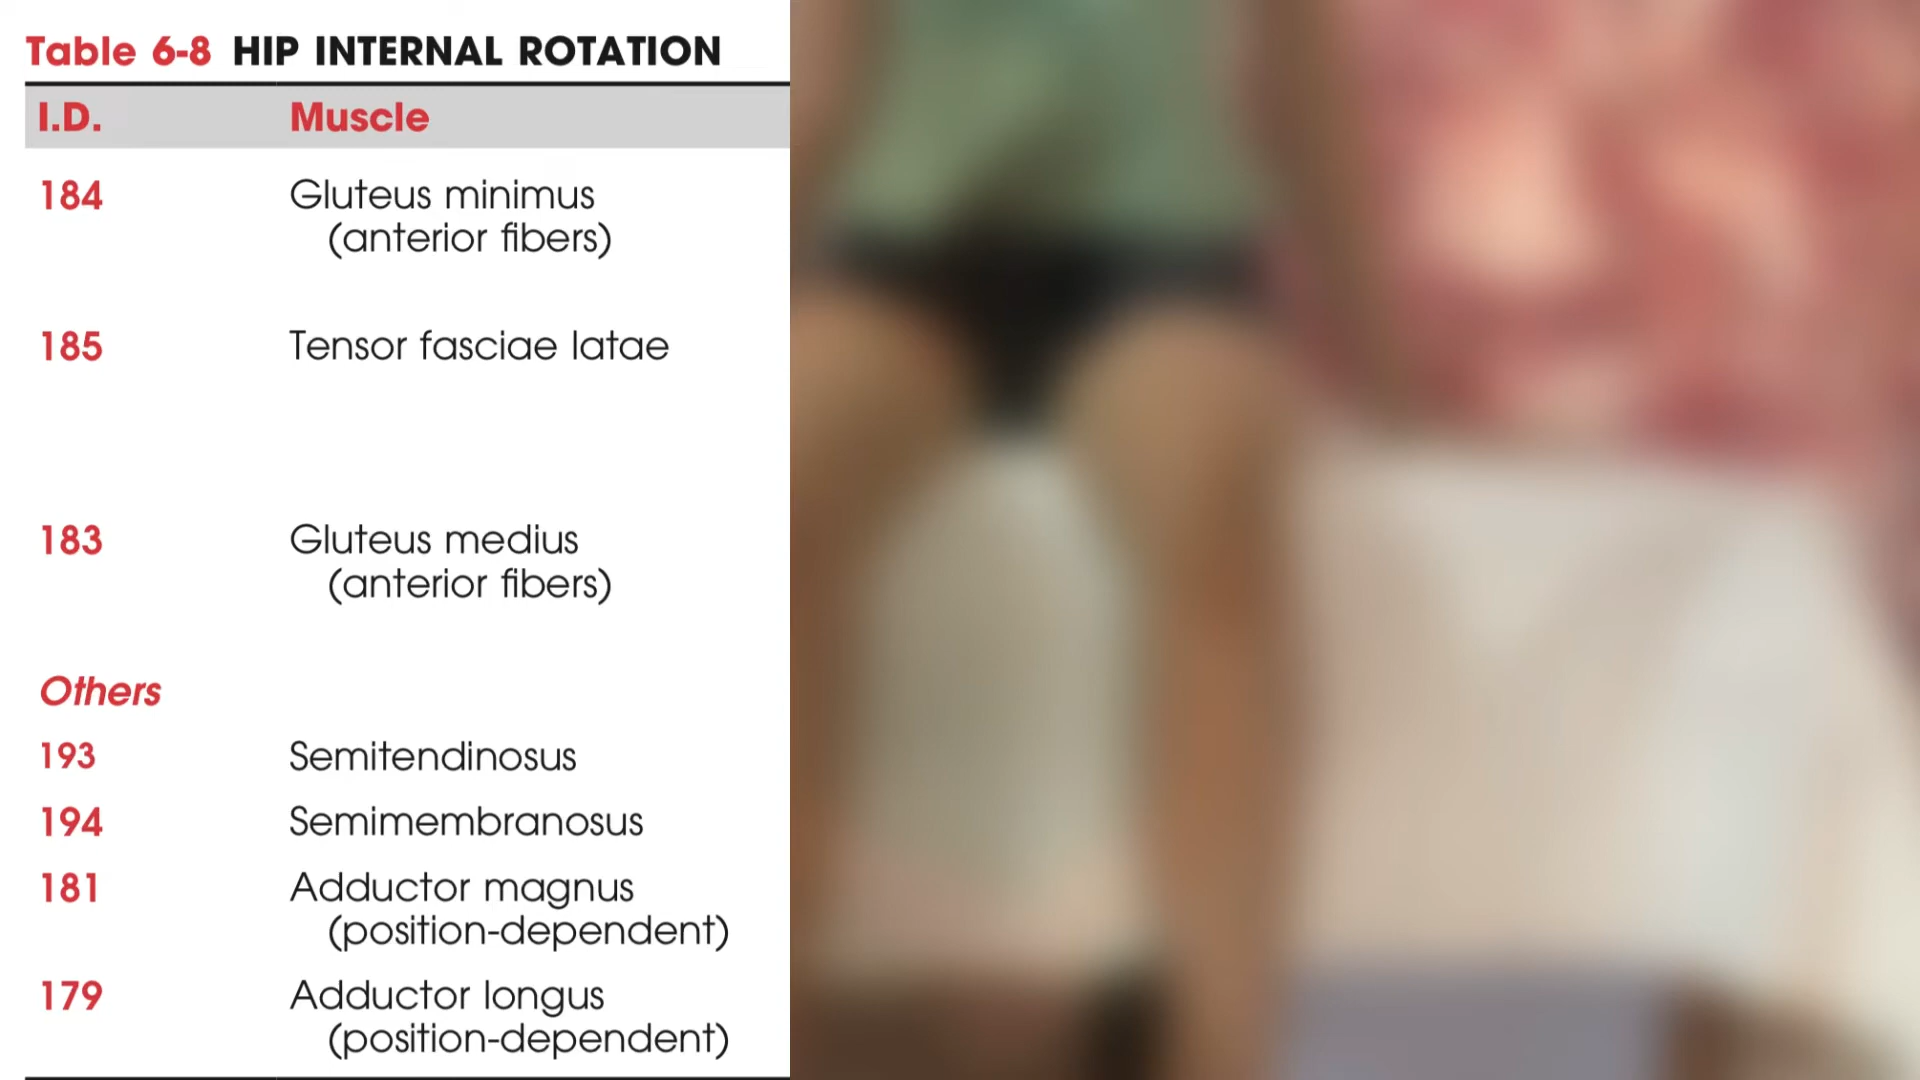 Table 6-8 HIP INTERNAL ROTATION
I.D. Muscle
184 Gluteus minimus
(anterior fibers)
185 Tensor fasciae latae
183 Gluteus medius
(anterior fibers)
Others
193 Semitendinosus
194 Semimembranosus
181 Adductor magnus
(position-dependent)
179 Adductor longus
(position-dependent)